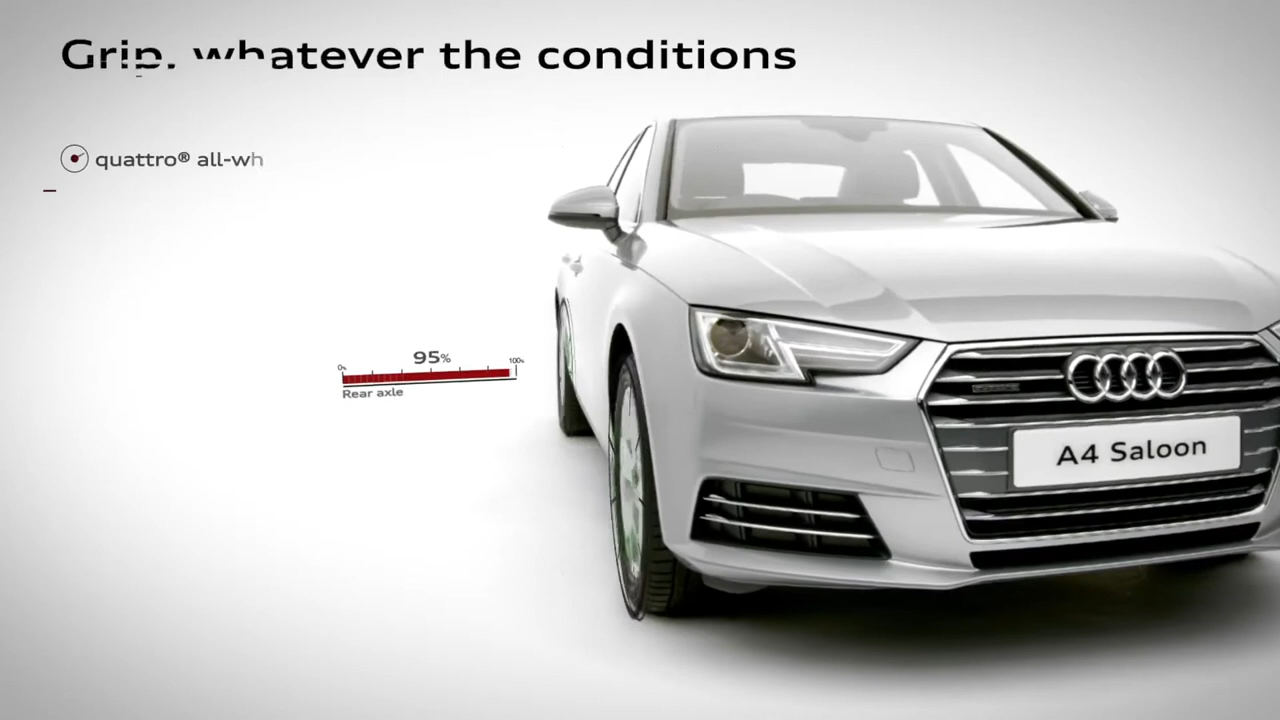 Grip. whatever the conditions
quattro® all-wh
95%
0%
100%
Rear axle
A4 Saloon